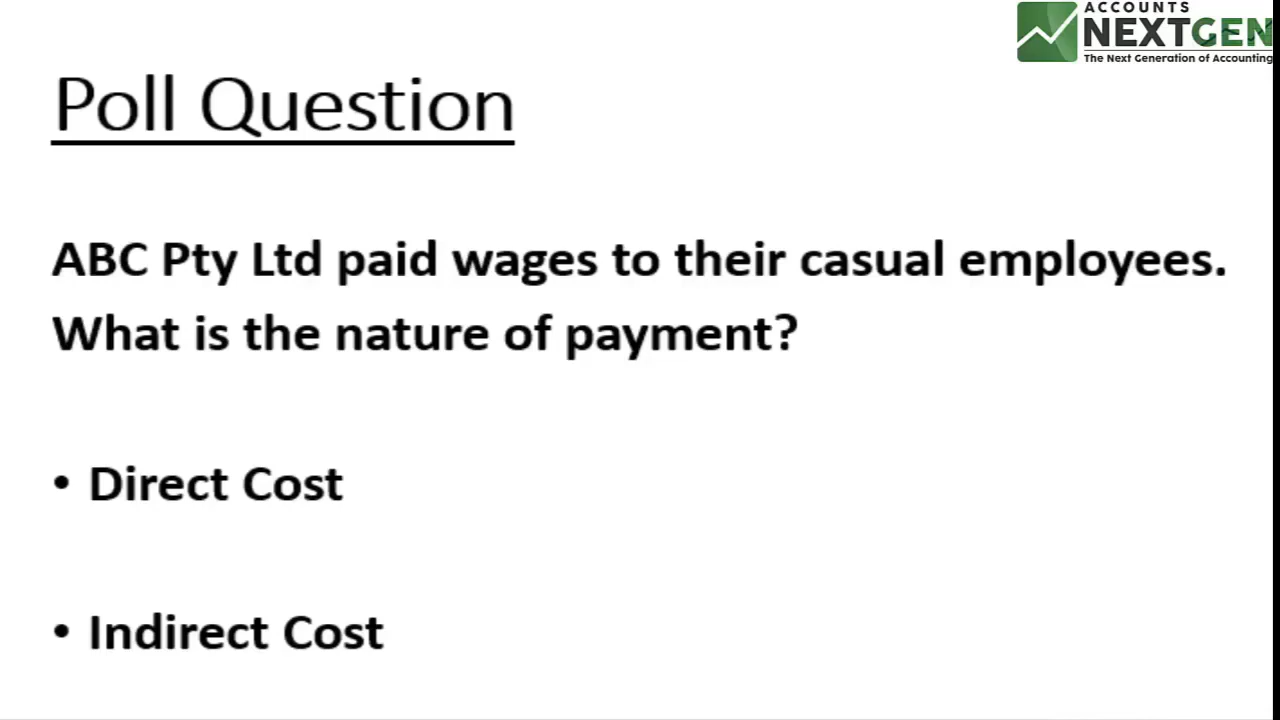 ACCOUNTS
NEXTGEN
The Next Generation of Accounting
Poll Question
ABC Pty Ltd paid wages to their casual employees.
What is the nature of payment?
• Direct Cost
• Indirect Cost